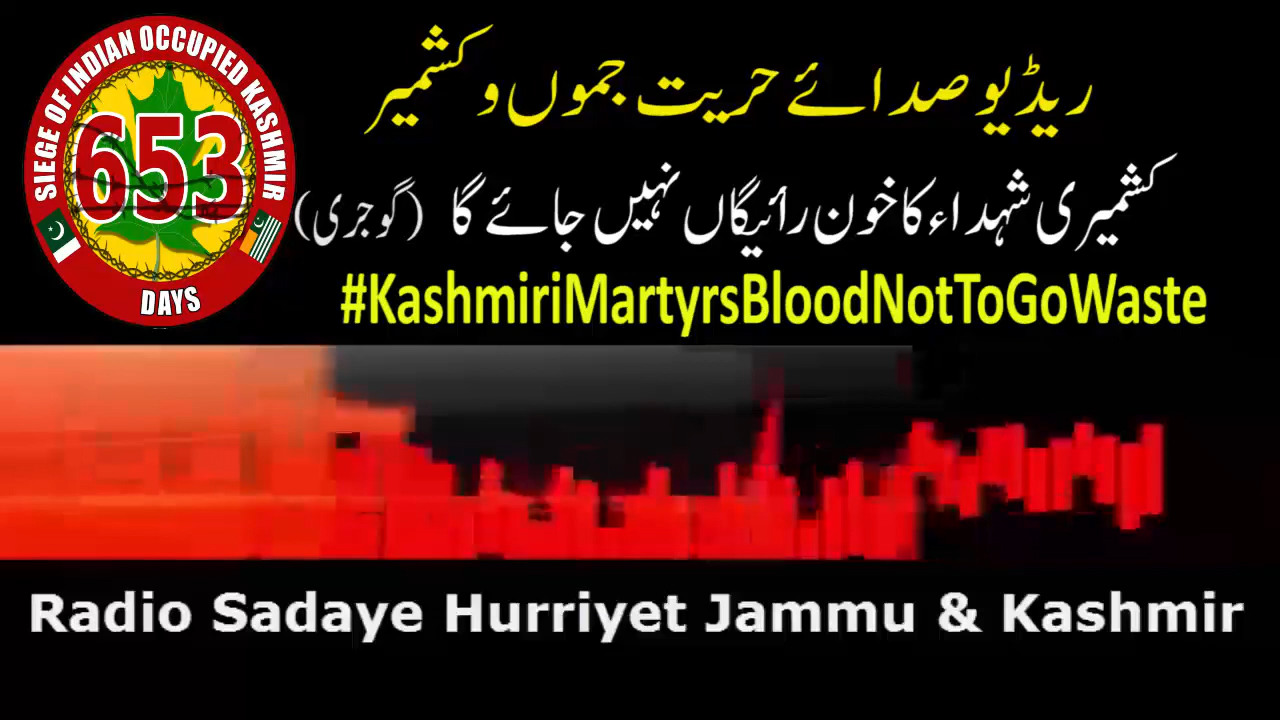 SIEGE OF INDIAN OCCUPIED KASHMIR
653
DAYS
ریڈیو صدائے حریت جموں و کشمیر
کشمیری شہداء کا خون رائیگاں نہیں جائے گا (گوجری)
#KashmiriMartyrsBloodNotToGoWaste
Radio Sadaye Hurriyet Jammu & Kashmir